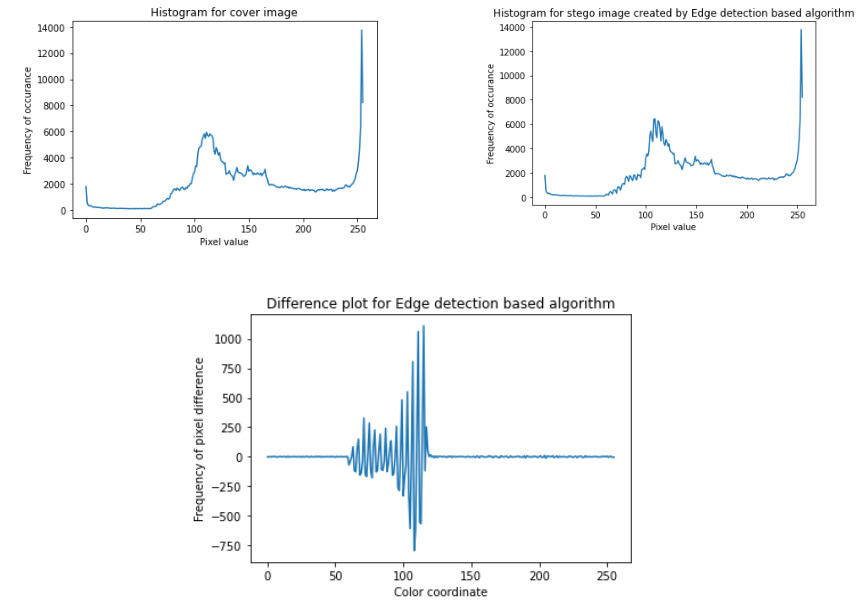 Histogram for cover image
14000
12000
10000
8000
6000
4000
2000
0
Frequency of occurance
0 50 100 150 200 250
Pixel value
Histogram for stego image created by Edge detection based algorithm
14000
12000
10000
8000
6000
4000
2000
0
Frequency of occurance
0 50 100 150 200 250
Pixel value
Difference plot for Edge detection based algorithm
1000
750
500
250
0
−250
−500
−750
Frequency of pixel difference
0 50 100 150 200 250
Color coordinate